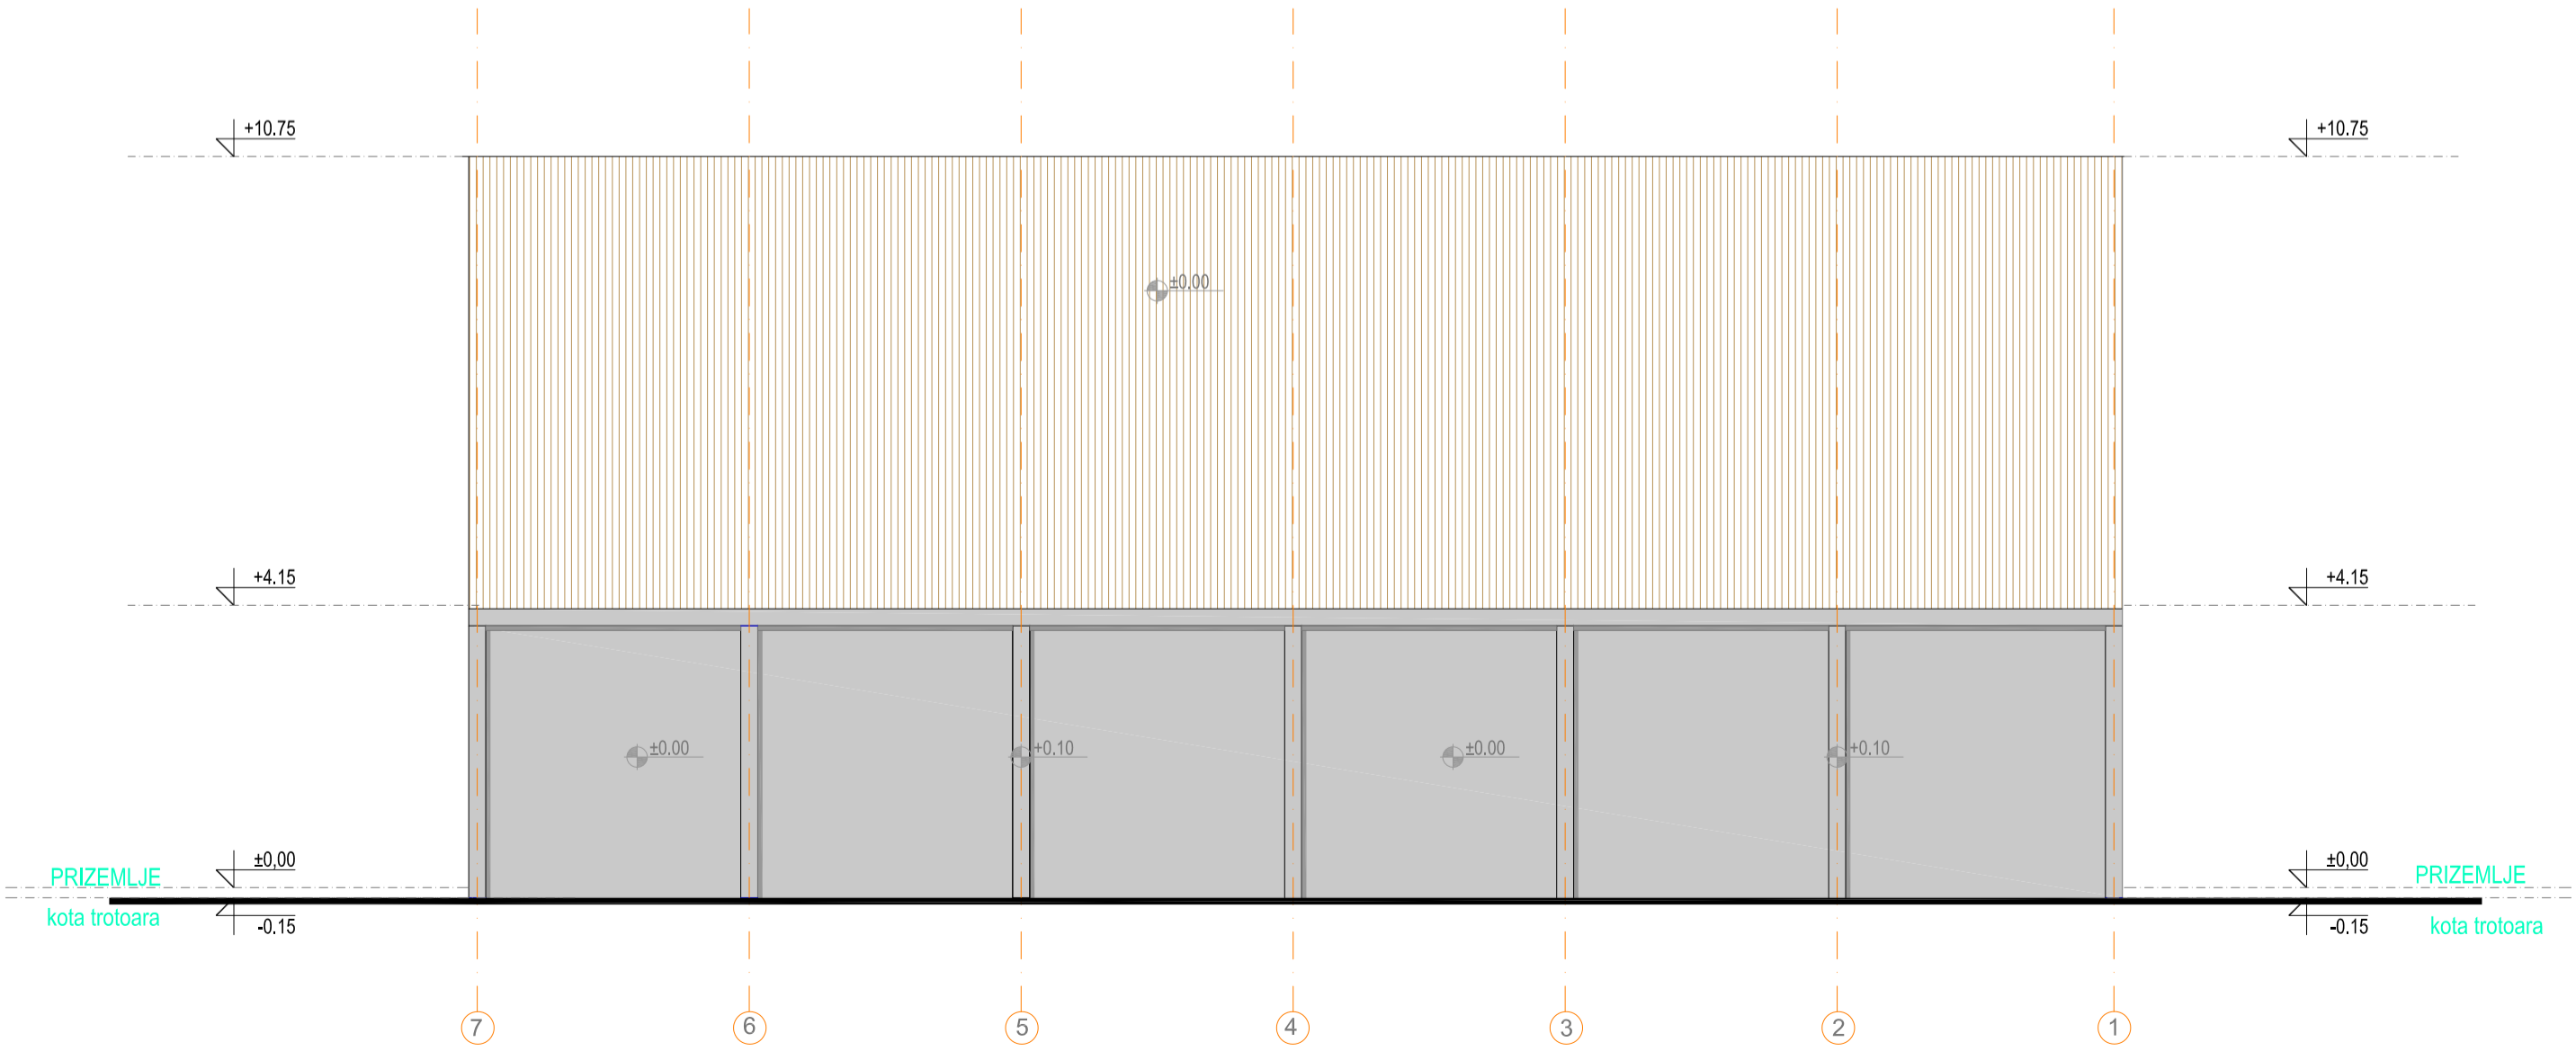 +10.75 +10.75
±0.00
+4.15 +4.15
±0.00 +0.10 ±0.00 +0.10
±0,00 ±0,00
PRIZEMLJE PRIZEMLJE
kota trotoara kota trotoara
-0.15 -0.15
7 6 5 4 3 2 1